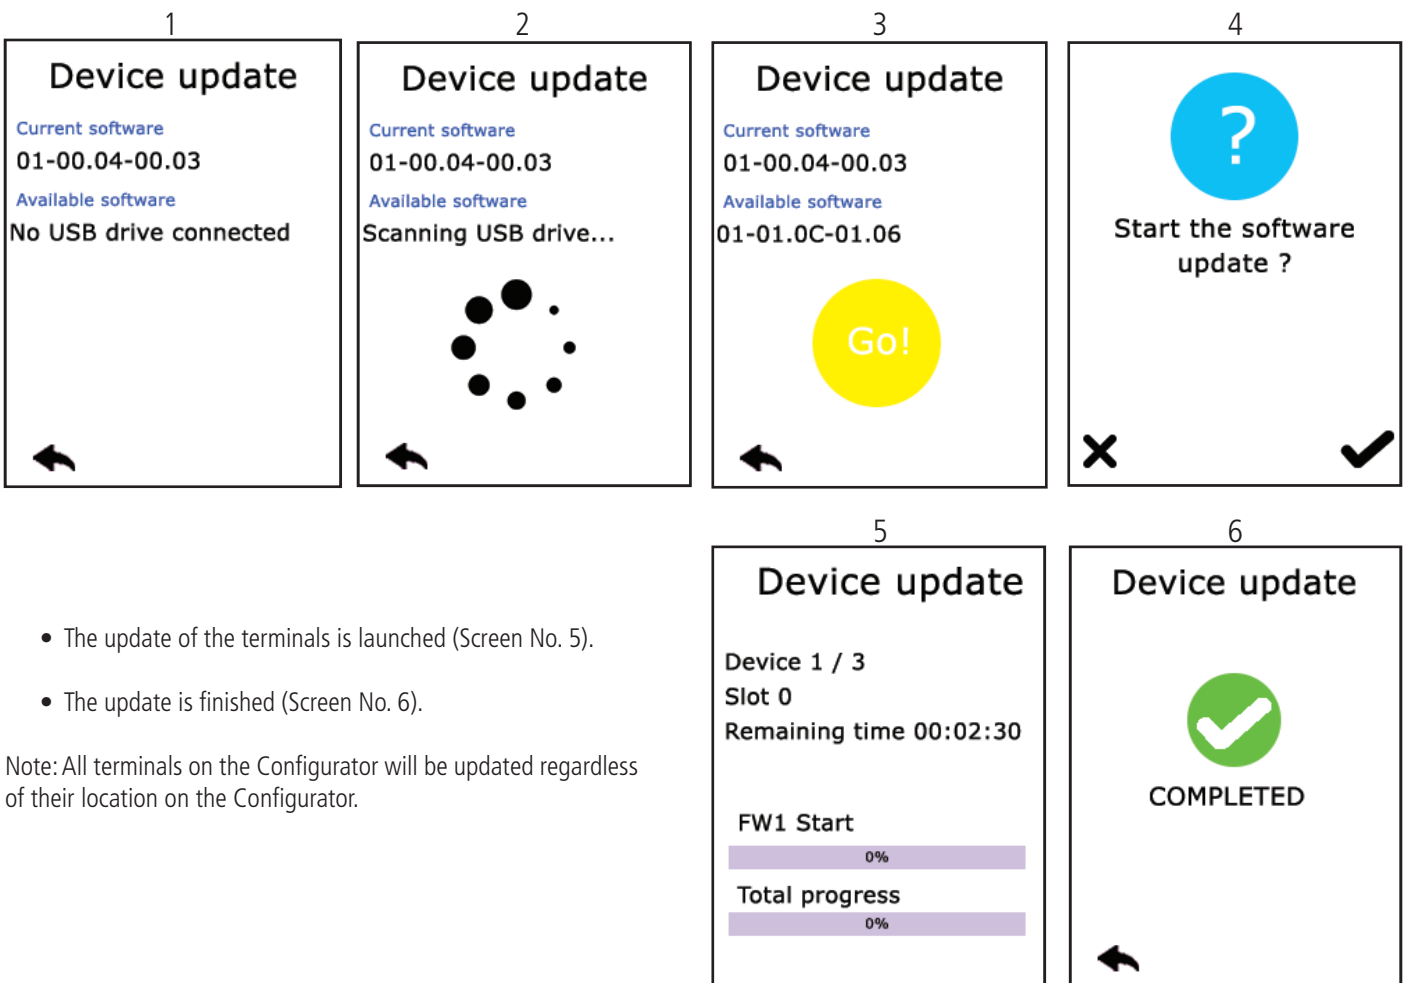 1
Device update
Current software
01-00.04-00.03
Available software
No USB drive connected
2
Device update
Current software
01-00.04-00.03
Available software
Scanning USB drive...
3
Device update
Current software
01-00.04-00.03
Available software
01-01.0C-01.06
Go!
4
?
Start the software
update ?
• The update of the terminals is launched (Screen No. 5).
• The update is finished (Screen No. 6).
Note: All terminals on the Configurator will be updated regardless
of their location on the Configurator.
5
Device update
Device 1 / 3
Slot 0
Remaining time 00:02:30
FW1 Start
0%
Total progress
0%
6
Device update
COMPLETED